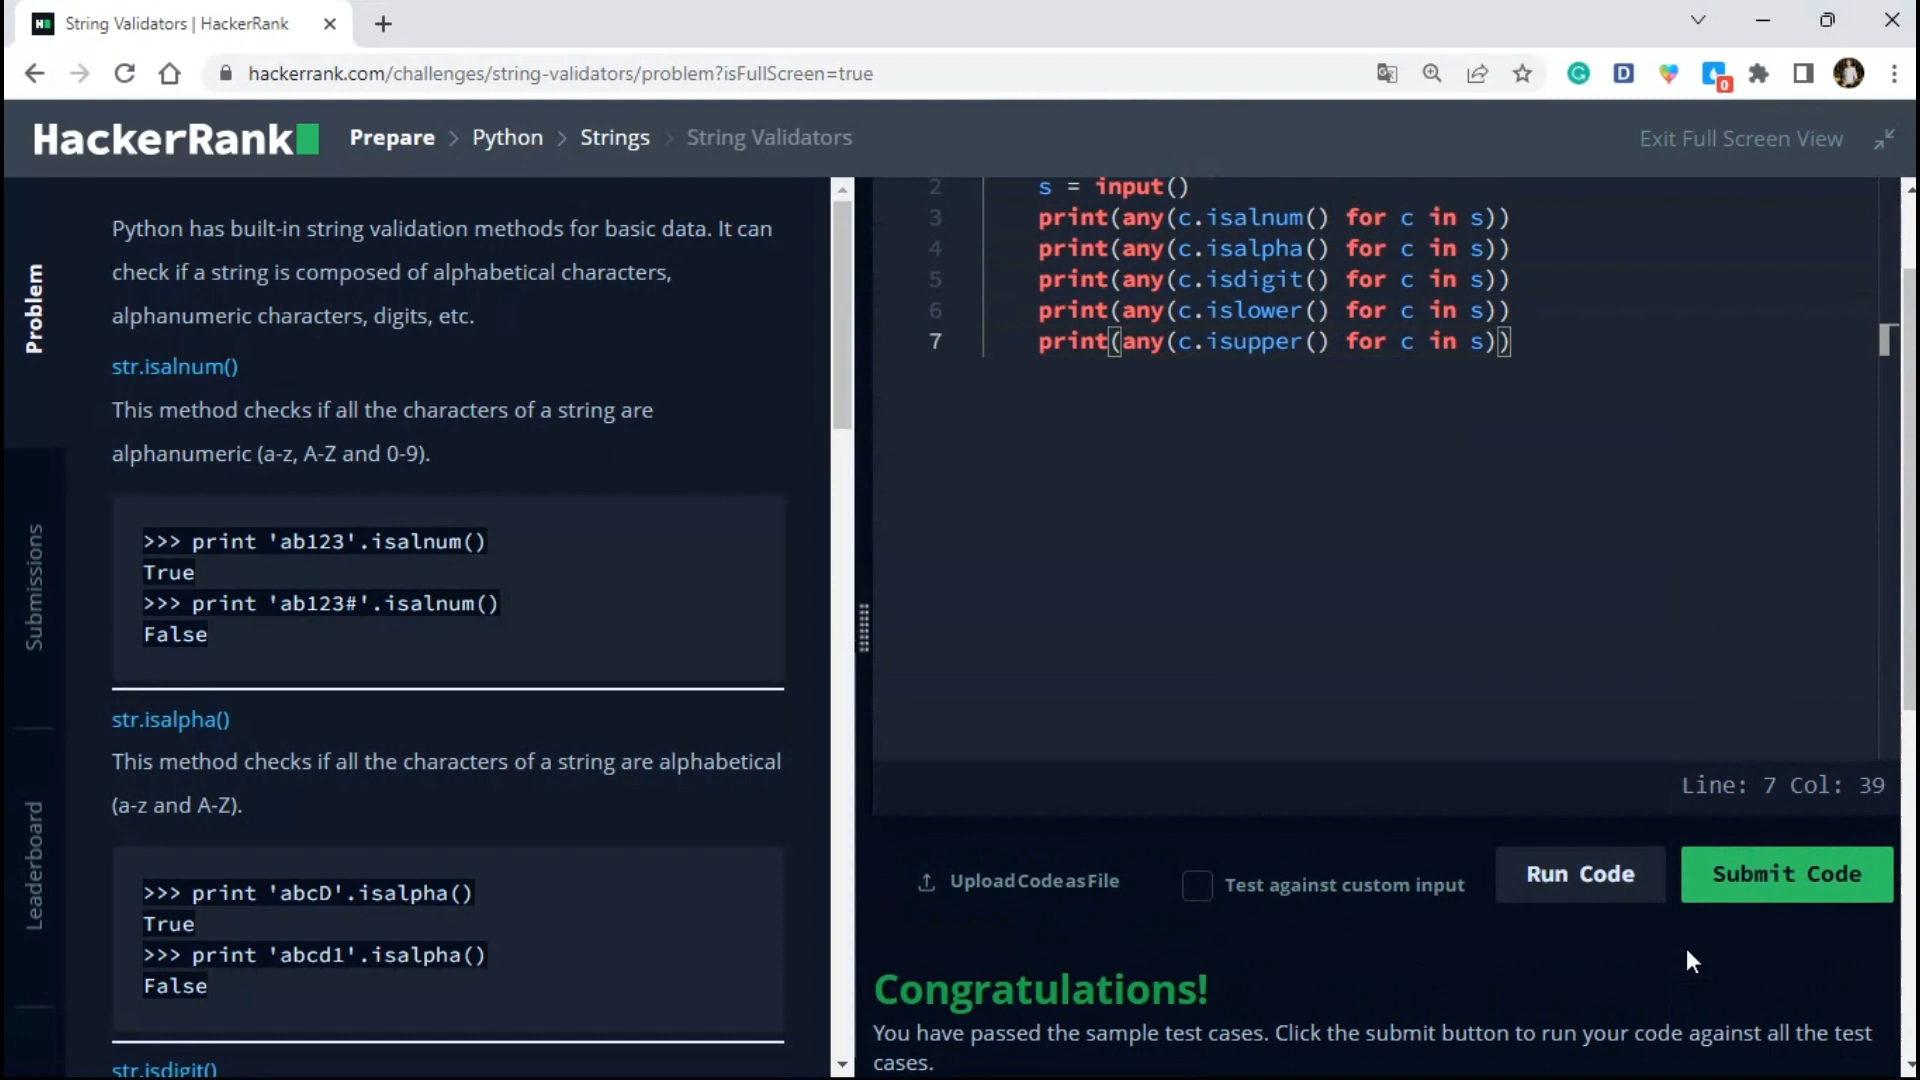 String Validators | HackerRank
hackerrank.com/challenges/string-validators/problem?isFullScreen=true
G
D
0
HackerRank
Prepare > Python > Strings > String Validators
Exit Full Screen View
Problem
Submissions
Leaderboard
Python has built-in string validation methods for basic data. It can
check if a string is composed of alphabetical characters,
alphanumeric characters, digits, etc.
str.isalnum()
This method checks if all the characters of a string are
alphanumeric (a-z, A-Z and 0-9).
>>> print 'ab123'.isalnum()
True
>>> print 'ab123#'.isalnum()
False
str.isalpha()
This method checks if all the characters of a string are alphabetical
(a-z and A-Z).
>>> print 'abcD'.isalpha()
True
>>> print 'abcd1'.isalpha()
False
str.isdigit()
2 s = input()
3 print(any(c.isalnum() for c in s))
4 print(any(c.isalpha() for c in s))
5 print(any(c.isdigit() for c in s))
6 print(any(c.islower() for c in s))
7 print(any(c.isupper() for c in s))
Line: 7 Col: 39
Upload Code as File
Test against custom input
Run Code
Submit Code
Congratulations!
You have passed the sample test cases. Click the submit button to run your code against all the test
cases.